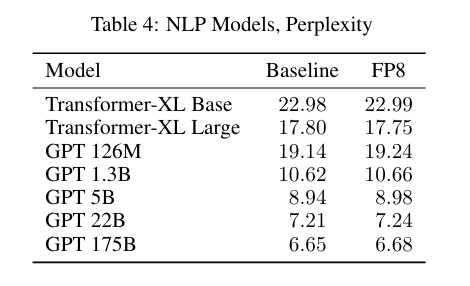 Table 4: NLP Models, Perplexity
Model Baseline FP8
Transformer-XL Base 22.98 22.99
Transformer-XL Large 17.80 17.75
GPT 126M 19.14 19.24
GPT 1.3B 10.62 10.66
GPT 5B 8.94 8.98
GPT 22B 7.21 7.24
GPT 175B 6.65 6.68